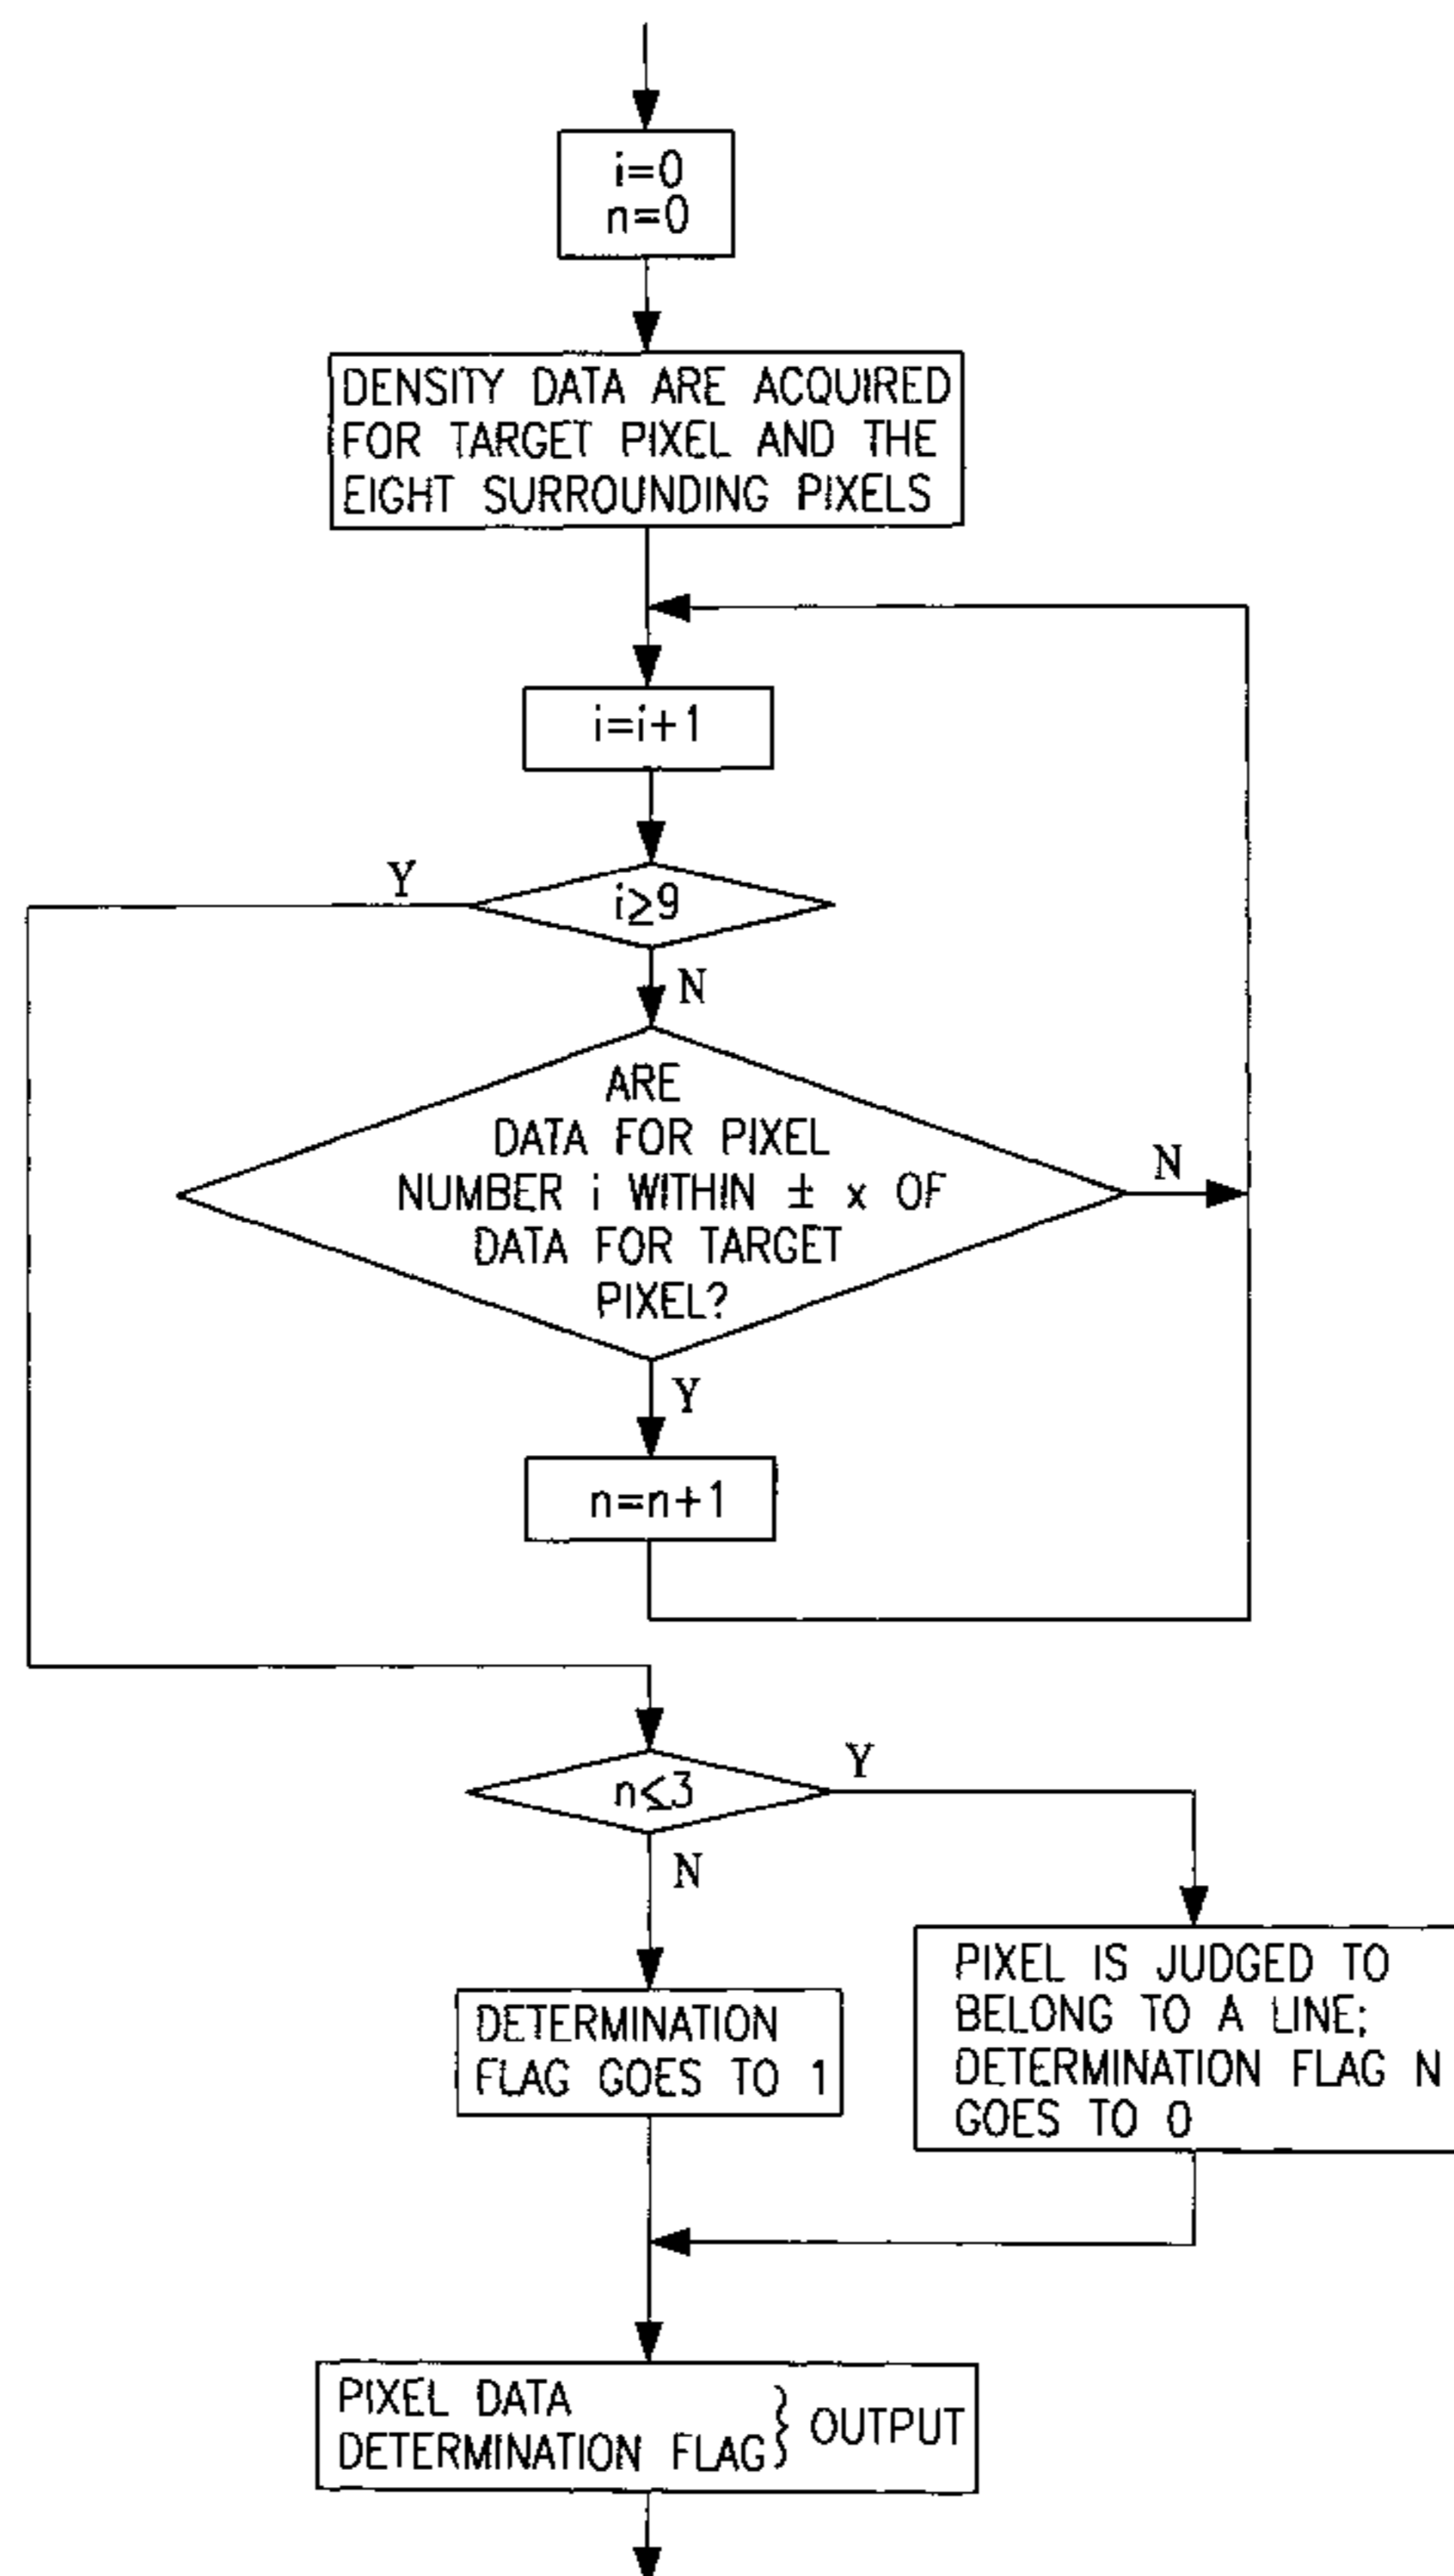 i=0
n=0
DENSITY DATA ARE ACQUIRED
FOR TARGET PIXEL AND THE
EIGHT SURROUNDING PIXELS
i=i+1
Y
i≥9
N
ARE
DATA FOR PIXEL
NUMBER i WITHIN ± x OF
DATA FOR TARGET
PIXEL?
N
Y
n=n+1
n≤3
Y
N
DETERMINATION
FLAG GOES TO 1
PIXEL IS JUDGED TO
BELONG TO A LINE;
DETERMINATION FLAG N
GOES TO 0
PIXEL DATA
DETERMINATION FLAG} OUTPUT